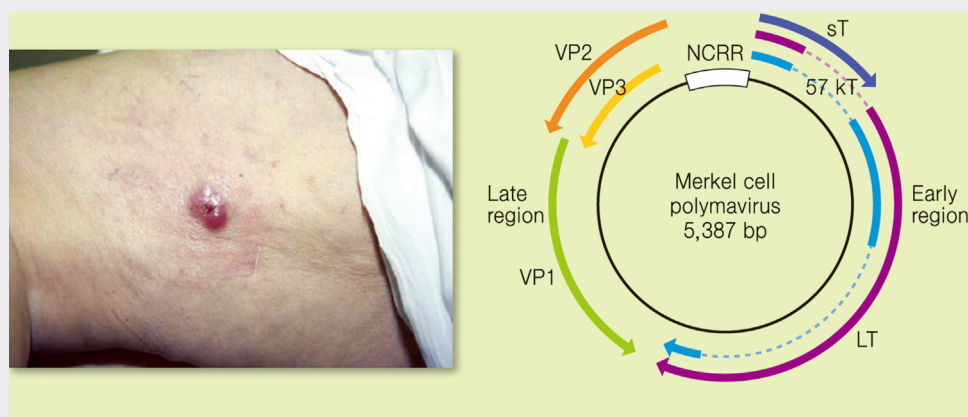 VP2
NCRR
sT
VP3
57 kT
Merkel cell
polymavirus
5,387 bp
Late
region
Early
region
VP1
LT